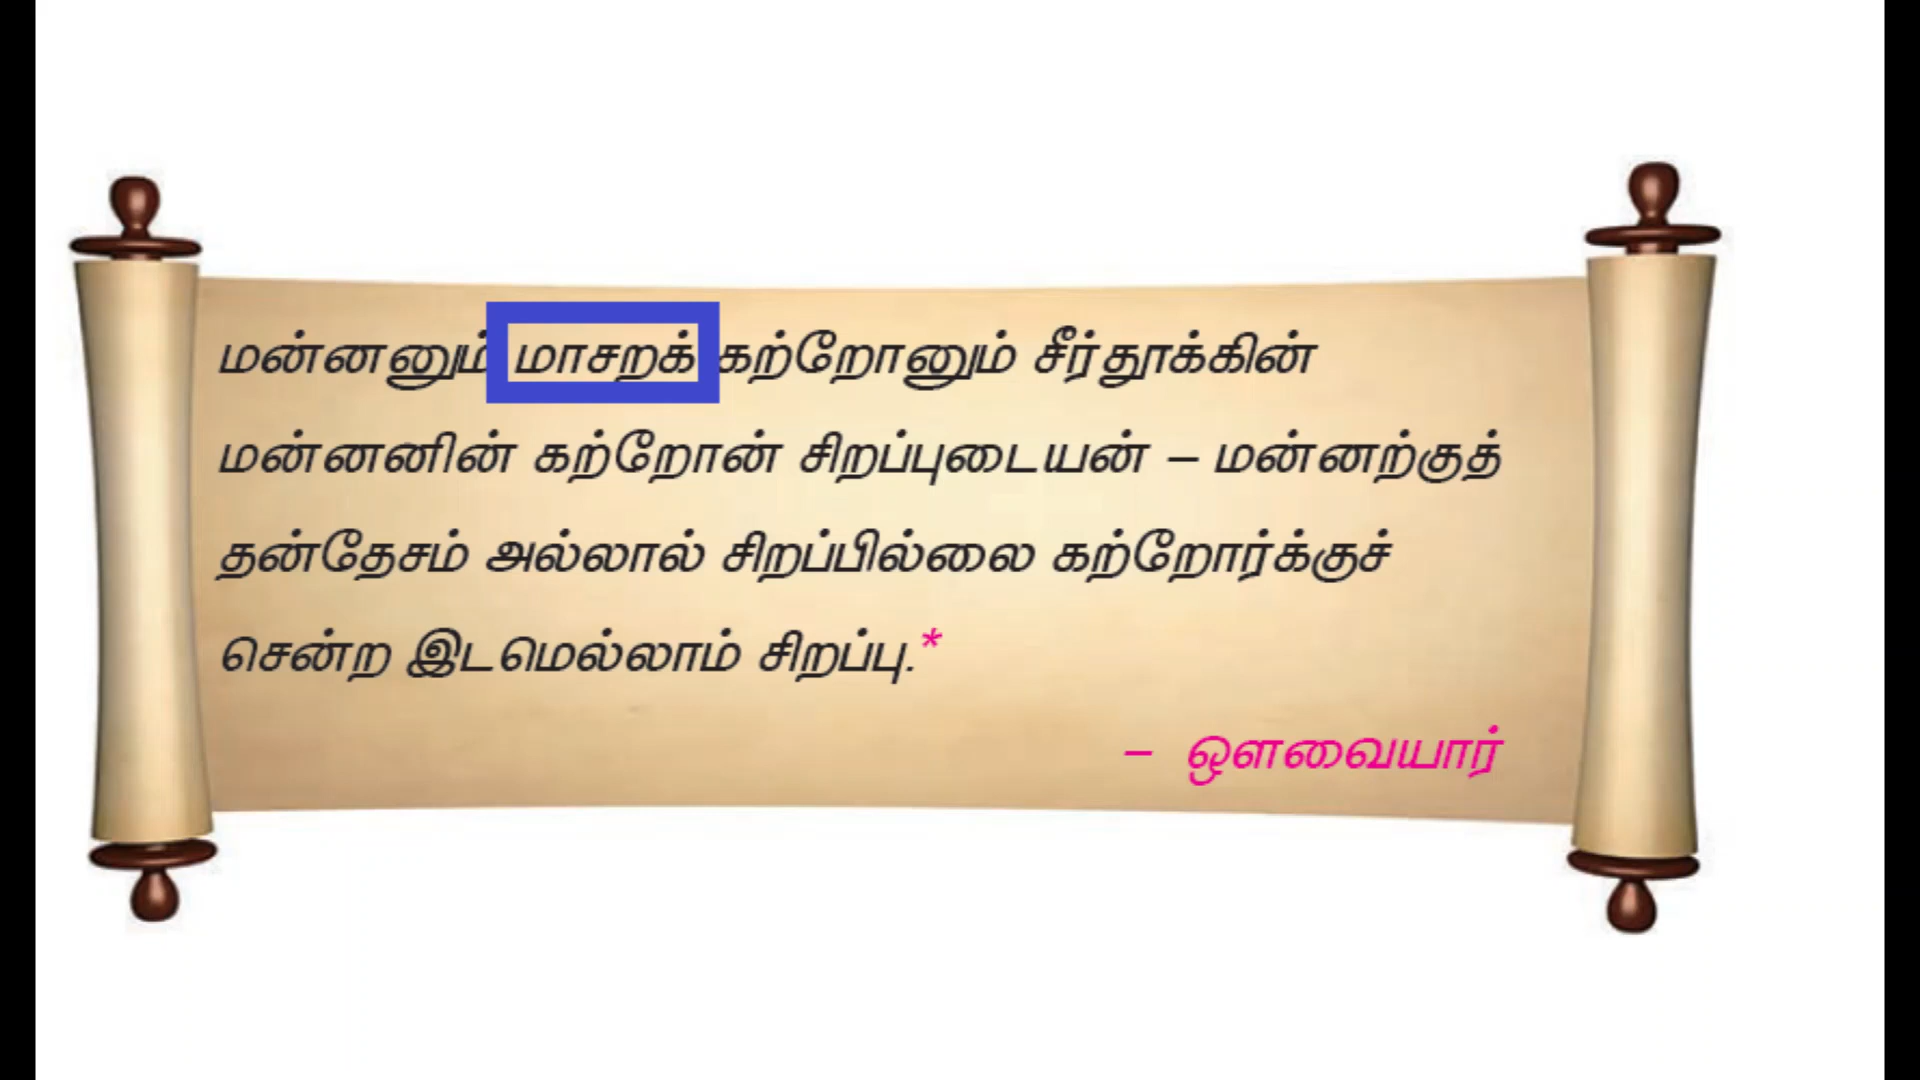 மன்னனும் மாசறக் கற்றோனும் சீர்தூக்கின்
மன்னனின் கற்றோன் சிறப்புடையன் – மன்னற்குத்
தன்தேசம் அல்லால் சிறப்பில்லை கற்றோர்க்குச்
சென்ற இடமெல்லாம் சிறப்பு.*
– ஔவையார்